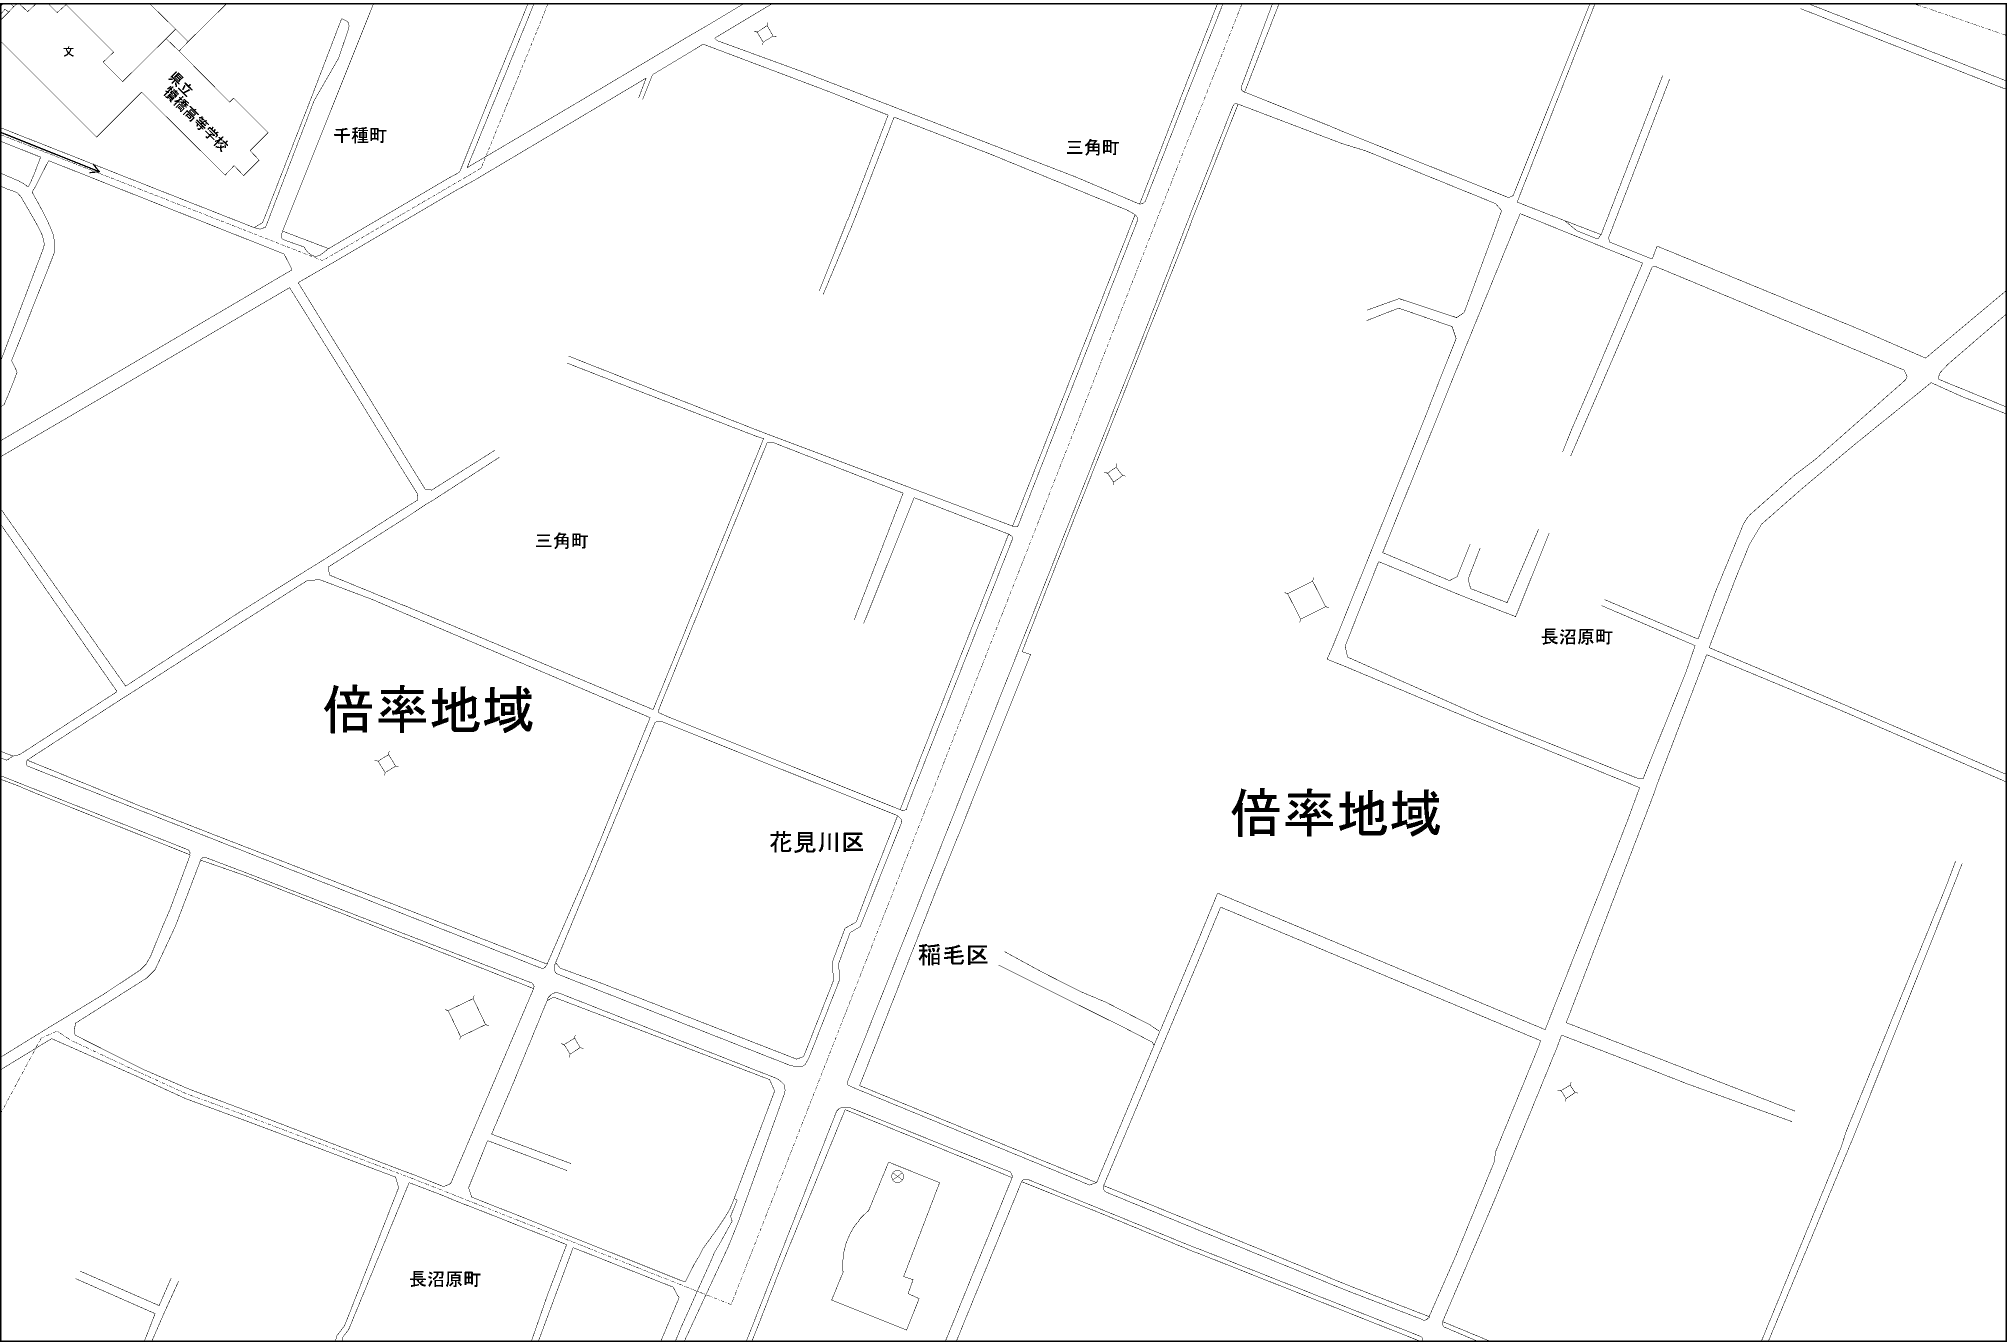 文
県立
犢橋高等学校
千種町
三角町
三角町
長沼原町
倍率地域
倍率地域
花見川区
稲毛区
長沼原町